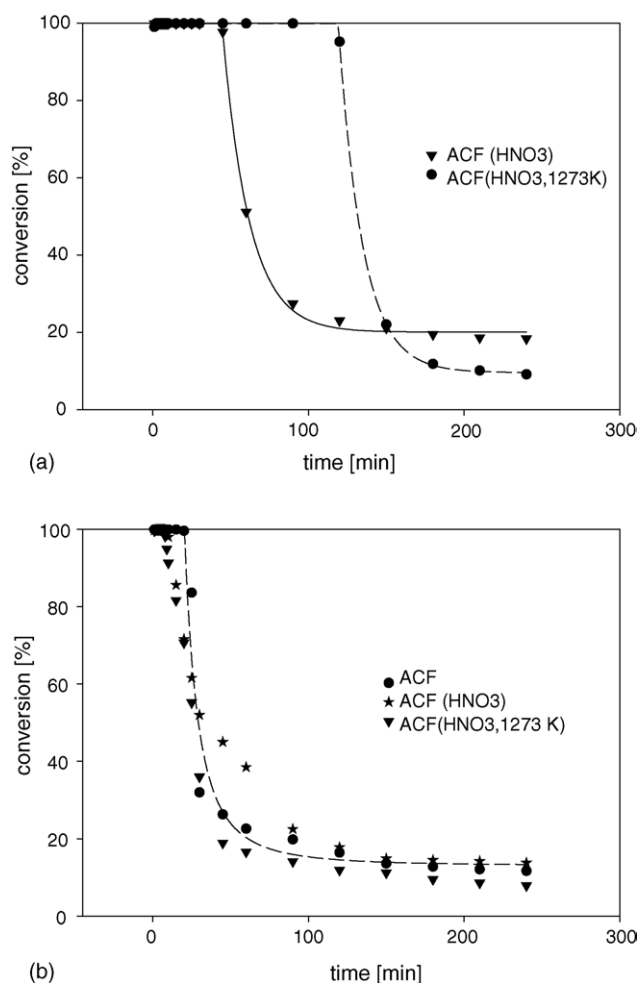 100
80
60
40
20
0
conversion [%]
ACF (HNO3)
ACF(HNO3,1273K)
0 100 200 300
(a)
time [min]
100
80
60
40
20
0
conversion [%]
ACF
ACF (HNO3)
ACF(HNO3,1273 K)
0 100 200 300
(b)
time [min]